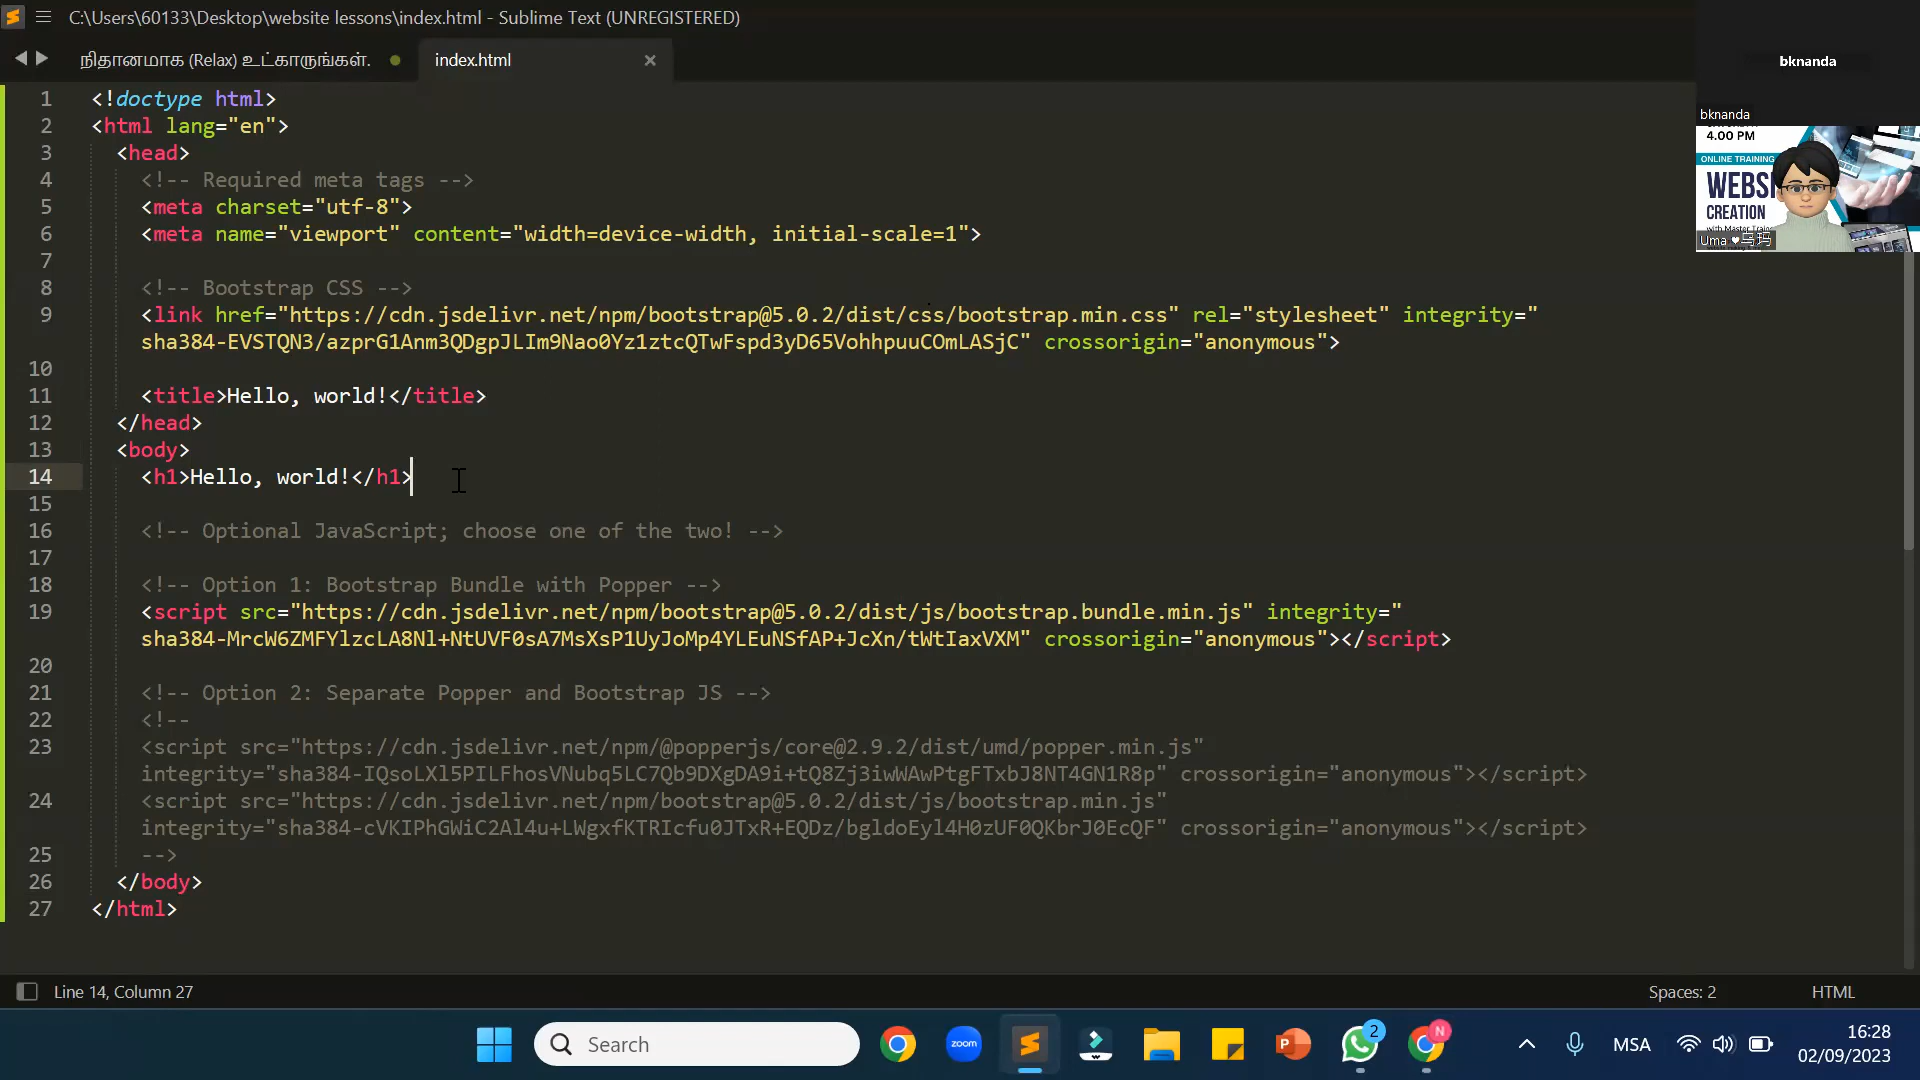 C:\Users\60133\Desktop\website lessons\index.html - Sublime Text (UNREGISTERED)
நிதானமாக (Relax) உட்காருங்கள்.
index.html
bknanda
bknanda
4.00 PM
ONLINE TRAINING
WEBSI
CREATION
Uma ❤乌玛
1 <!doctype html>
2 <html lang="en">
3 <head>
4 <!-- Required meta tags -->
5 <meta charset="utf-8">
6 <meta name="viewport" content="width=device-width, initial-scale=1">
7
8 <!-- Bootstrap CSS -->
9 <link href="https://cdn.jsdelivr.net/npm/bootstrap@5.0.2/dist/css/bootstrap.min.css" rel="stylesheet" integrity="
sha384-EVSTQN3/azprG1Anm3QDgpJLIm9Nao0Yz1ztcQTwFspd3yD65VohhpuuCOmLASjC" crossorigin="anonymous">
10
11 <title>Hello, world!</title>
12 </head>
13 <body>
14 <h1>Hello, world!</h1>
15
16 <!-- Optional JavaScript; choose one of the two! -->
17
18 <!-- Option 1: Bootstrap Bundle with Popper -->
19 <script src="https://cdn.jsdelivr.net/npm/bootstrap@5.0.2/dist/js/bootstrap.bundle.min.js" integrity="
sha384-MrcW6ZMFYlzcLA8Nl+NtUVF0sA7MsXsP1UyJoMp4YLEuNSfAP+JcXn/tWtIaxVXM" crossorigin="anonymous"></script>
20
21 <!-- Option 2: Separate Popper and Bootstrap JS -->
22 <!--
23 <script src="https://cdn.jsdelivr.net/npm/@popperjs/core@2.9.2/dist/umd/popper.min.js"
integrity="sha384-IQsoLXl5PILFhosVNubq5LC7Qb9DXgDA9i+tQ8Zj3iwWAwPtgFTxbJ8NT4GN1R8p" crossorigin="anonymous"></script>
24 <script src="https://cdn.jsdelivr.net/npm/bootstrap@5.0.2/dist/js/bootstrap.min.js"
integrity="sha384-cVKIPhGWiC2Al4u+LWgxfKTRIcfu0JTxR+EQDz/bgldoEyl4H0zUF0QKbrJ0EcQF" crossorigin="anonymous"></script>
25 -->
26 </body>
27 </html>
Line 14, Column 27
Spaces: 2
HTML
Search
zoom
2
N
MSA
16:28
02/09/2023